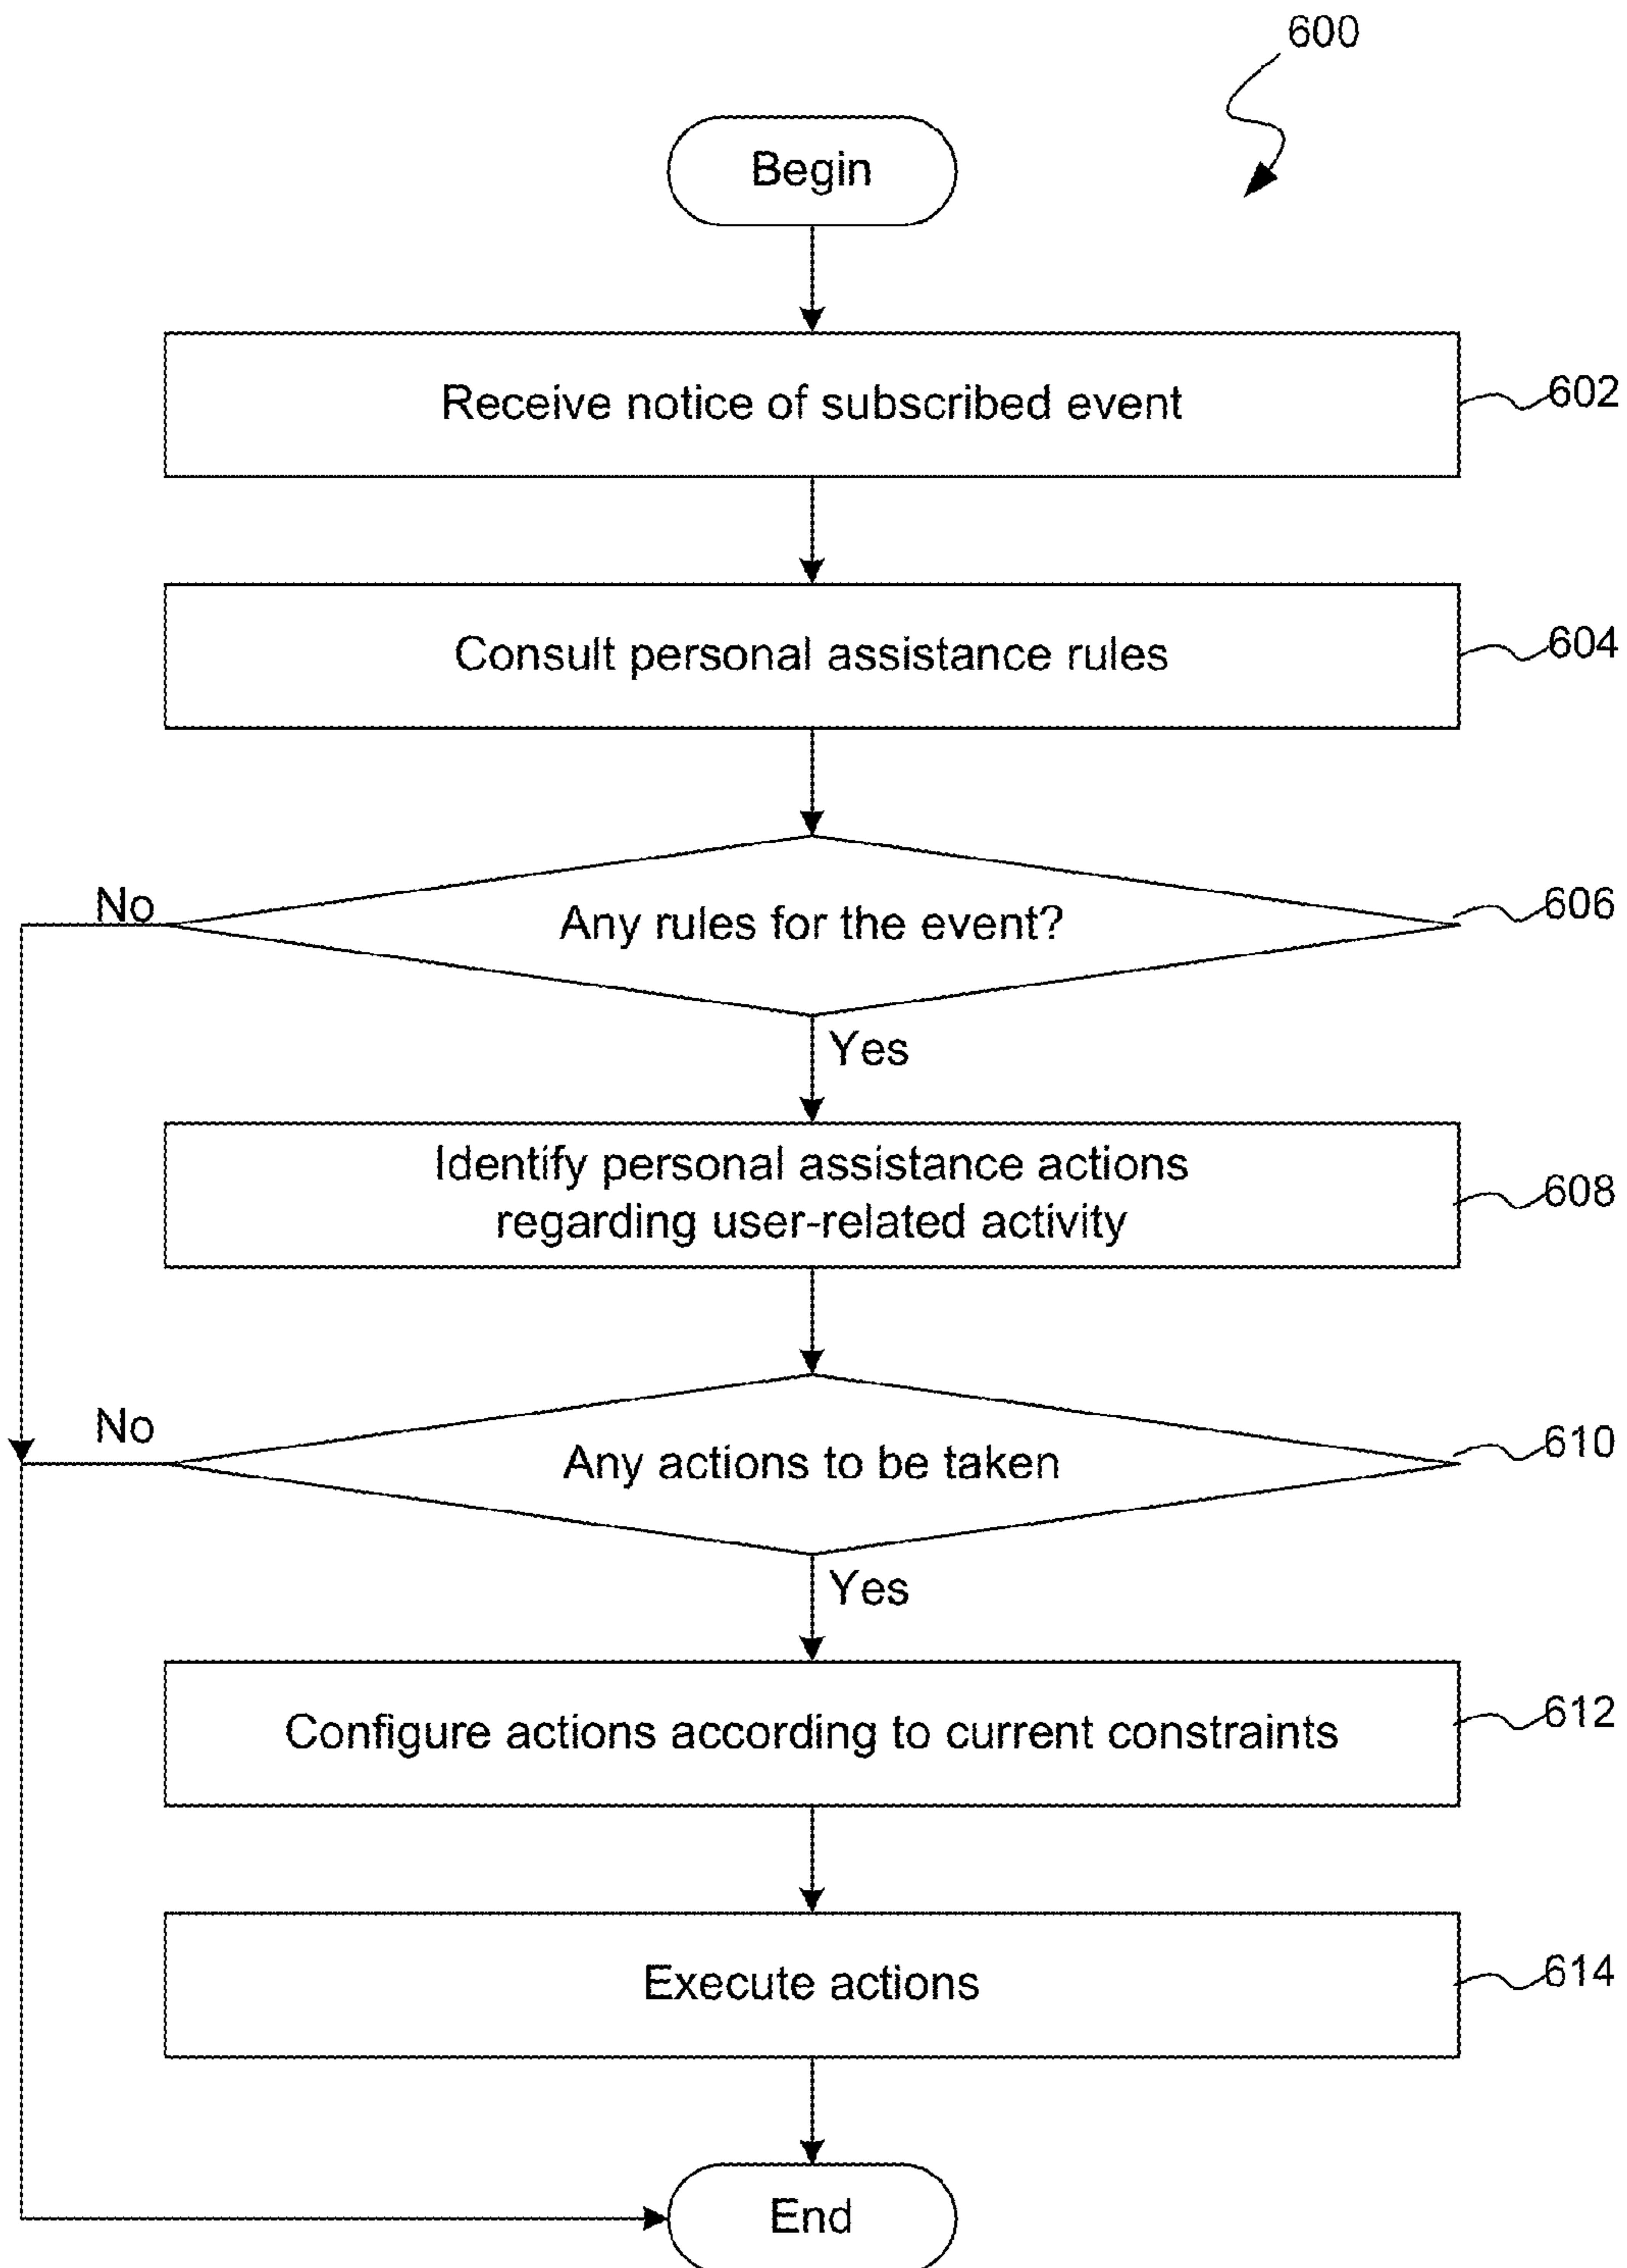 600
Begin
Receive notice of subscribed event
602
Consult personal assistance rules
604
No
Any rules for the event?
606
Yes
Identify personal assistance actions
regarding user-related activity
608
No
Any actions to be taken
610
Yes
Configure actions according to current constraints
612
Execute actions
614
End